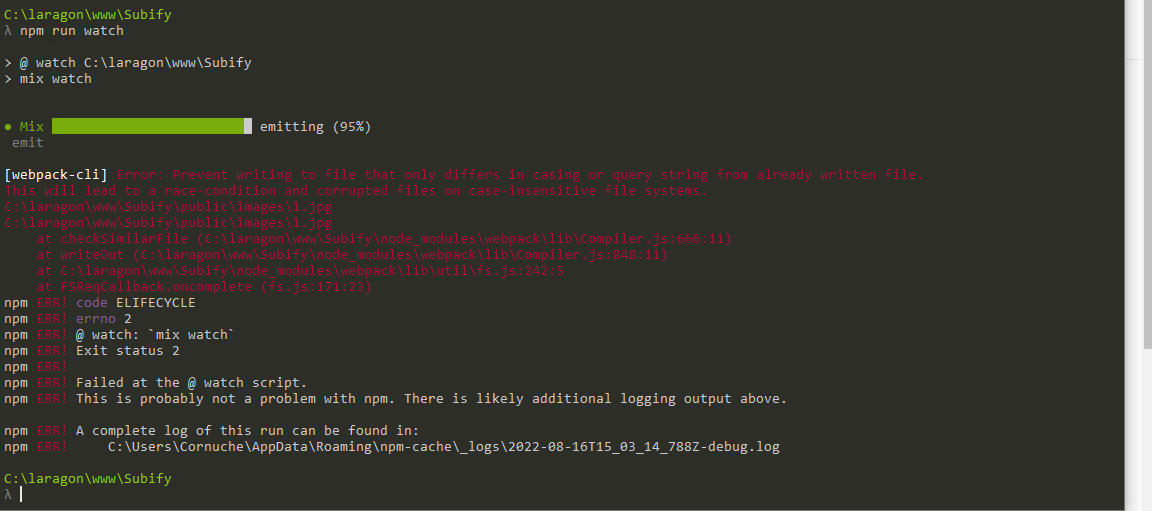 C:\laragon\www\Subify
λ npm run watch
> @ watch C:\laragon\www\Subify
> mix watch
● Mix emitting (95%)
emit
[webpack-cli] Error: Prevent writing to file that only differs in casing or query string from already written file.
This will lead to a race-condition and corrupted files on case-insensitive file systems.
C:\laragon\www\Subify\public\images\1.jpg
C:\laragon\www\Subify\public\images\1.jpg
at checkSimilarFile (C:\laragon\www\Subify\node_modules\webpack\lib\Compiler.js:666:11)
at writeOut (C:\laragon\www\Subify\node_modules\webpack\lib\Compiler.js:848:11)
at C:\laragon\www\Subify\node_modules\webpack\lib\util\fs.js:242:5
at FSReqCallback.oncomplete (fs.js:171:23)
npm ERR! code ELIFECYCLE
npm ERR! errno 2
npm ERR! @ watch: `mix watch`
npm ERR! Exit status 2
npm ERR!
npm ERR! Failed at the @ watch script.
npm ERR! This is probably not a problem with npm. There is likely additional logging output above.
npm ERR! A complete log of this run can be found in:
npm ERR! C:\Users\Cornuche\AppData\Roaming\npm-cache\_logs\2022-08-16T15_03_14_788Z-debug.log
C:\laragon\www\Subify
λ